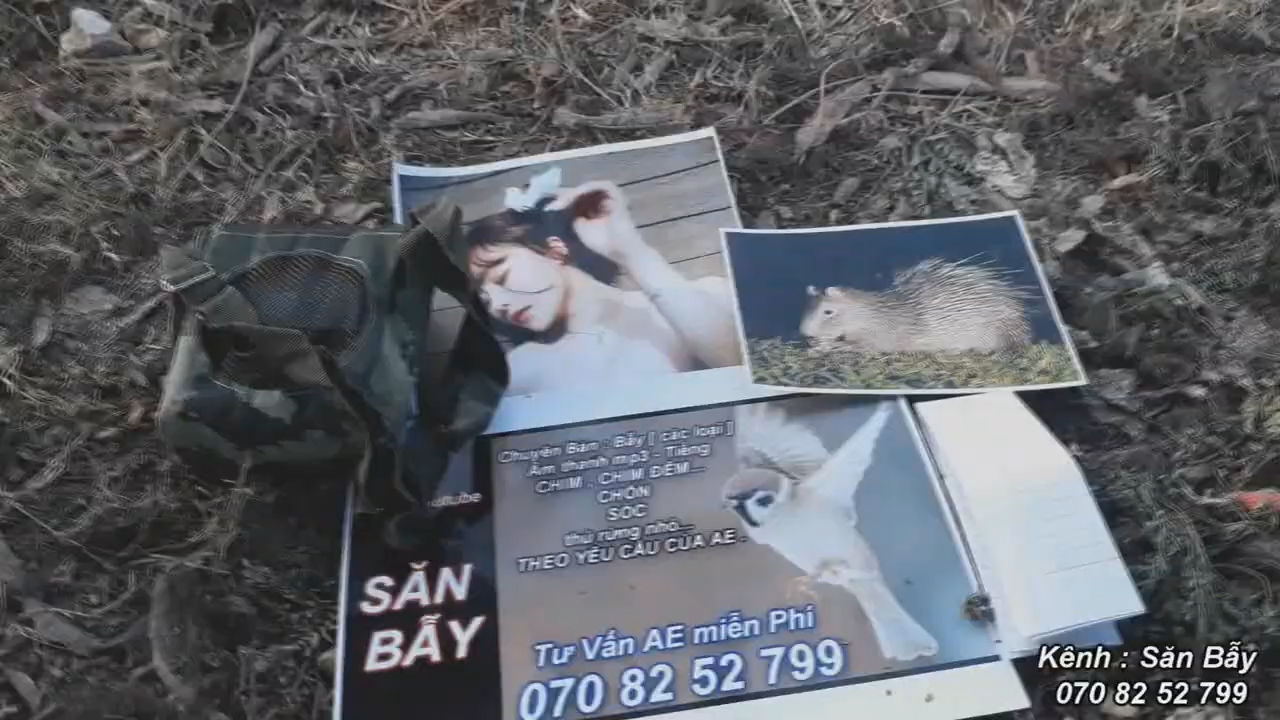 Chuyên Bán : Bẫy [ các loại ]
Âm thanh mp3 - Tiếng
CHIM , CHIM ĐÊM...
CHỒN
SÓC
thú rừng nhỏ...
THEO YÊU CẦU CỦA AE .
SĂN
BẪY
Tư Vấn AE miễn Phí
070 82 52 799
Kênh : Săn Bẫy
070 82 52 799